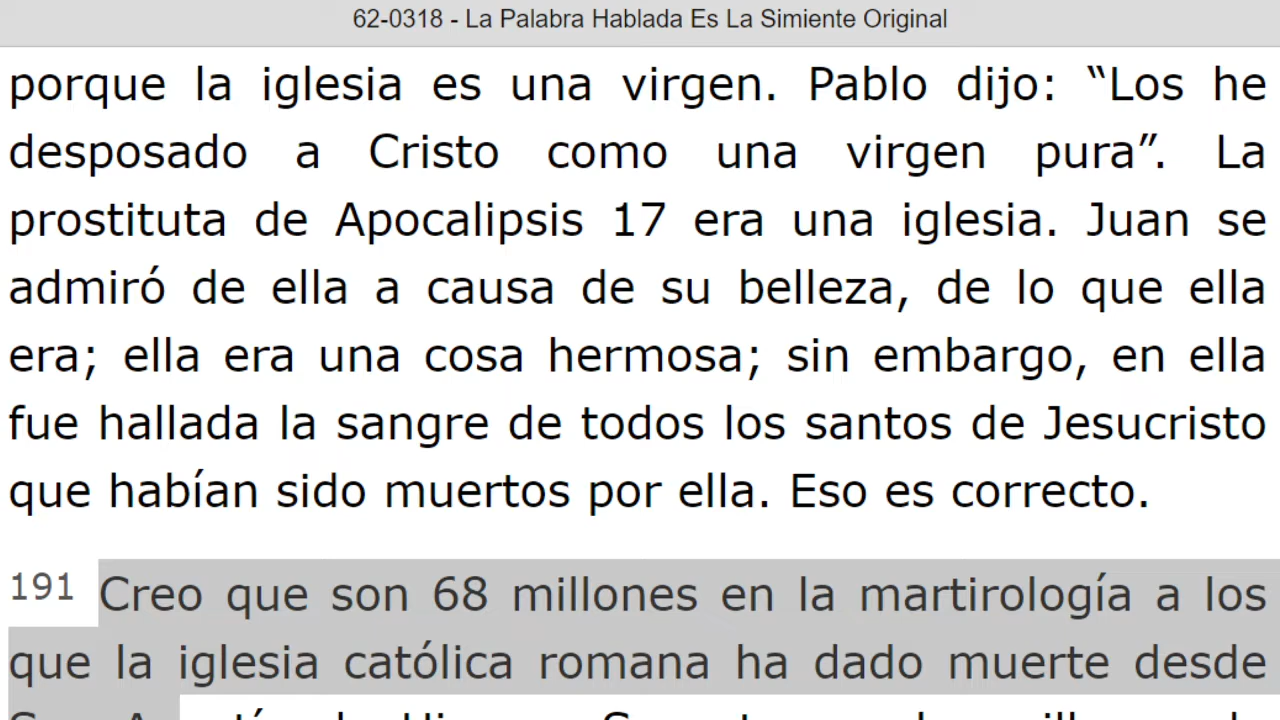 62-0318 - La Palabra Hablada Es La Simiente Original
porque la iglesia es una virgen. Pablo dijo: “Los he
desposado a Cristo como una virgen pura”. La
prostituta de Apocalipsis 17 era una iglesia. Juan se
admiró de ella a causa de su belleza, de lo que ella
era; ella era una cosa hermosa; sin embargo, en ella
fue hallada la sangre de todos los santos de Jesucristo
que habían sido muertos por ella. Eso es correcto.
191 Creo que son 68 millones en la martirología a los
que la iglesia católica romana ha dado muerte desde